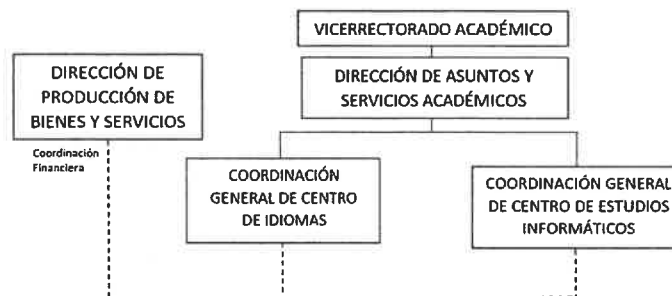 VICERRECTORADO ACADÉMICO
DIRECCIÓN DE
PRODUCCIÓN DE
BIENES Y SERVICIOS
DIRECCIÓN DE ASUNTOS Y
SERVICIOS ACADÉMICOS
Coordinación
Financiera
COORDINACIÓN
GENERAL DE CENTRO
DE IDIOMAS
COORDINACIÓN GENERAL
DE CENTRO DE ESTUDIOS
INFORMÁTICOS